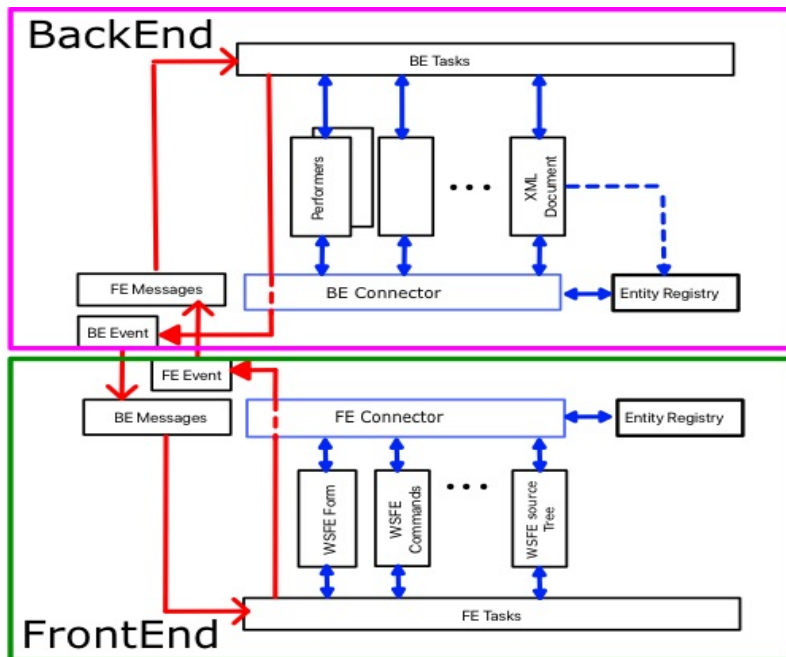 BackEnd
BE Tasks
Performers
XML
Document
FE Messages
BE Connector
Entity Registry
BE Event
FE Event
BE Messages
FE Connector
Entity Registry
WSFE Form
WSFE
Commands
WSFE source
Tree
FE Tasks
FrontEnd